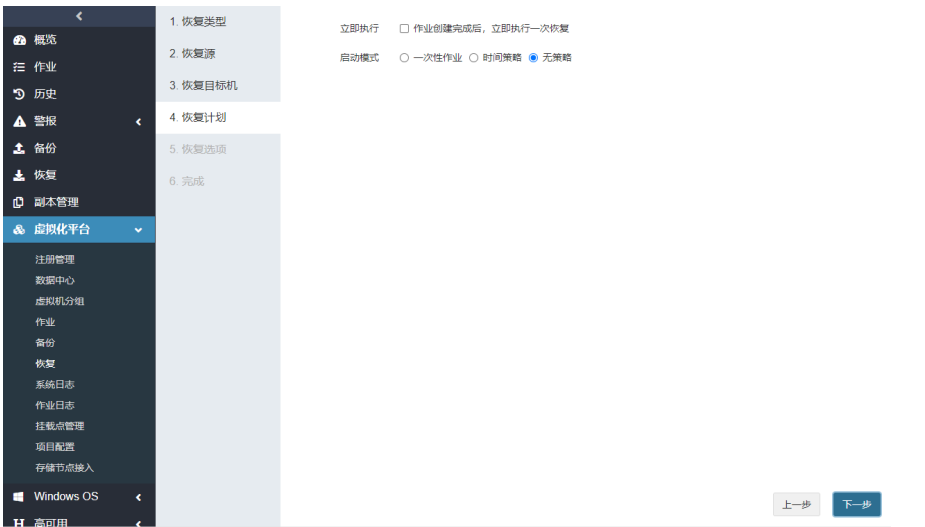 概览
作业
历史
警报
备份
恢复
副本管理
虚拟化平台
注册管理
数据中心
虚拟机分组
作业
备份
恢复
系统日志
作业日志
挂载点管理
项目配置
存储节点接入
Windows OS
高可用
1. 恢复类型
2. 恢复源
3. 恢复目标机
4. 恢复计划
5. 恢复选项
6. 完成
立即执行 作业创建完成后，立即执行一次恢复
启动模式 一次性作业 时间策略 无策略
上一步 下一步